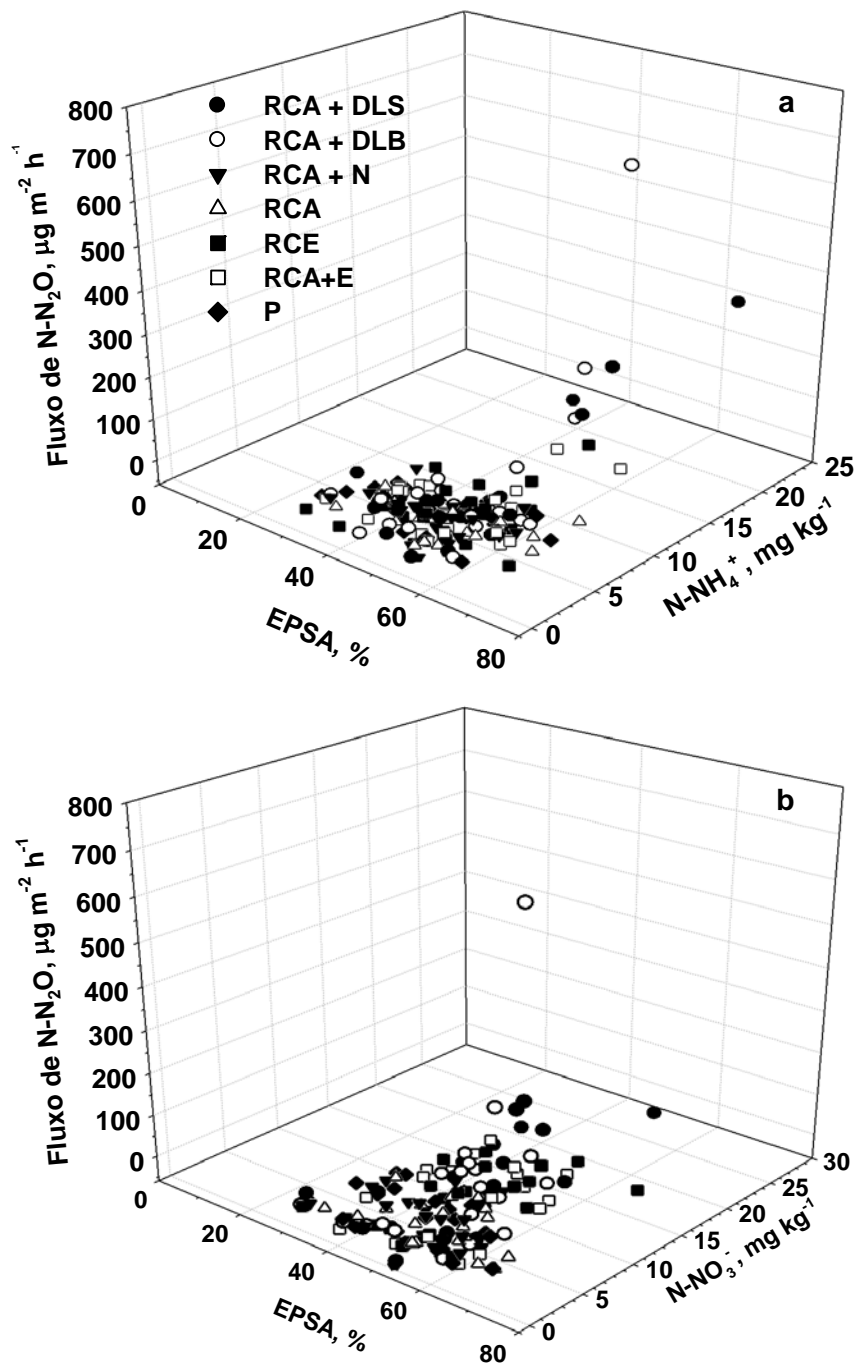 a
800
700
600
500
400
300
200
100
0
Fluxo de N-N₂O, µg m⁻² h⁻¹
RCA + DLS
RCA + DLB
RCA + N
RCA
RCE
RCA+E
P
0
20
40
60
80
EPSA, %
0
5
10
15
20
25
N-NH₄⁺, mg kg⁻¹
b
800
700
600
500
400
300
200
100
0
Fluxo de N-N₂O, µg m⁻² h⁻¹
0
20
40
60
80
EPSA, %
0
5
10
15
20
25
30
N-NO₃⁻, mg kg⁻¹